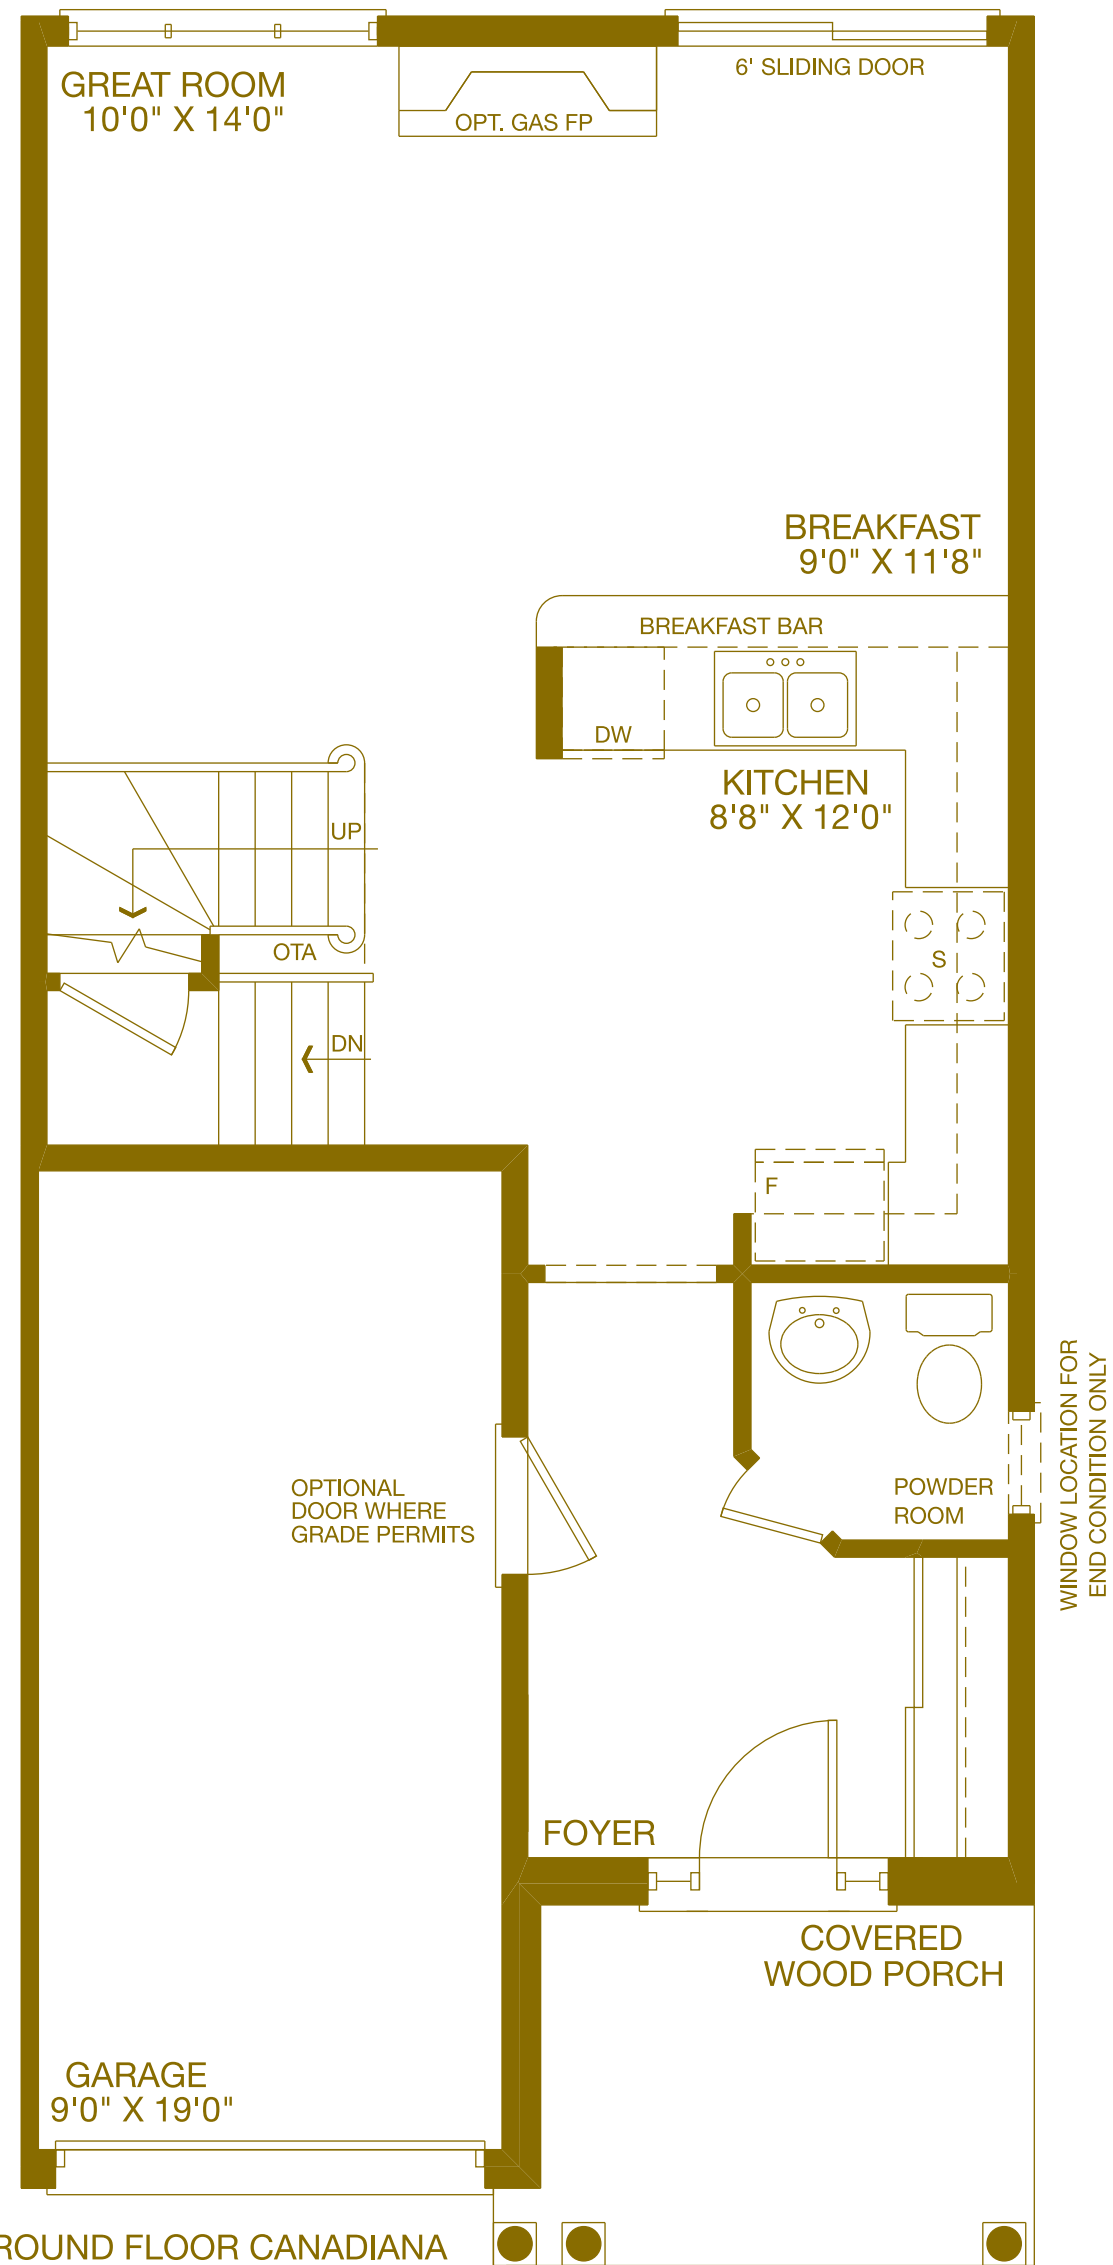 GREAT ROOM
10'0" X 14'0"
OPT. GAS FP
6' SLIDING DOOR
BREAKFAST
9'0" X 11'8"
BREAKFAST BAR
DW
KITCHEN
8'8" X 12'0"
UP
OTA
S
DN
F
WINDOW LOCATION FOR
END CONDITION ONLY
OPTIONAL
DOOR WHERE
GRADE PERMITS
POWDER
ROOM
FOYER
COVERED
WOOD PORCH
GARAGE
9'0" X 19'0"
ROUND FLOOR CANADIANA